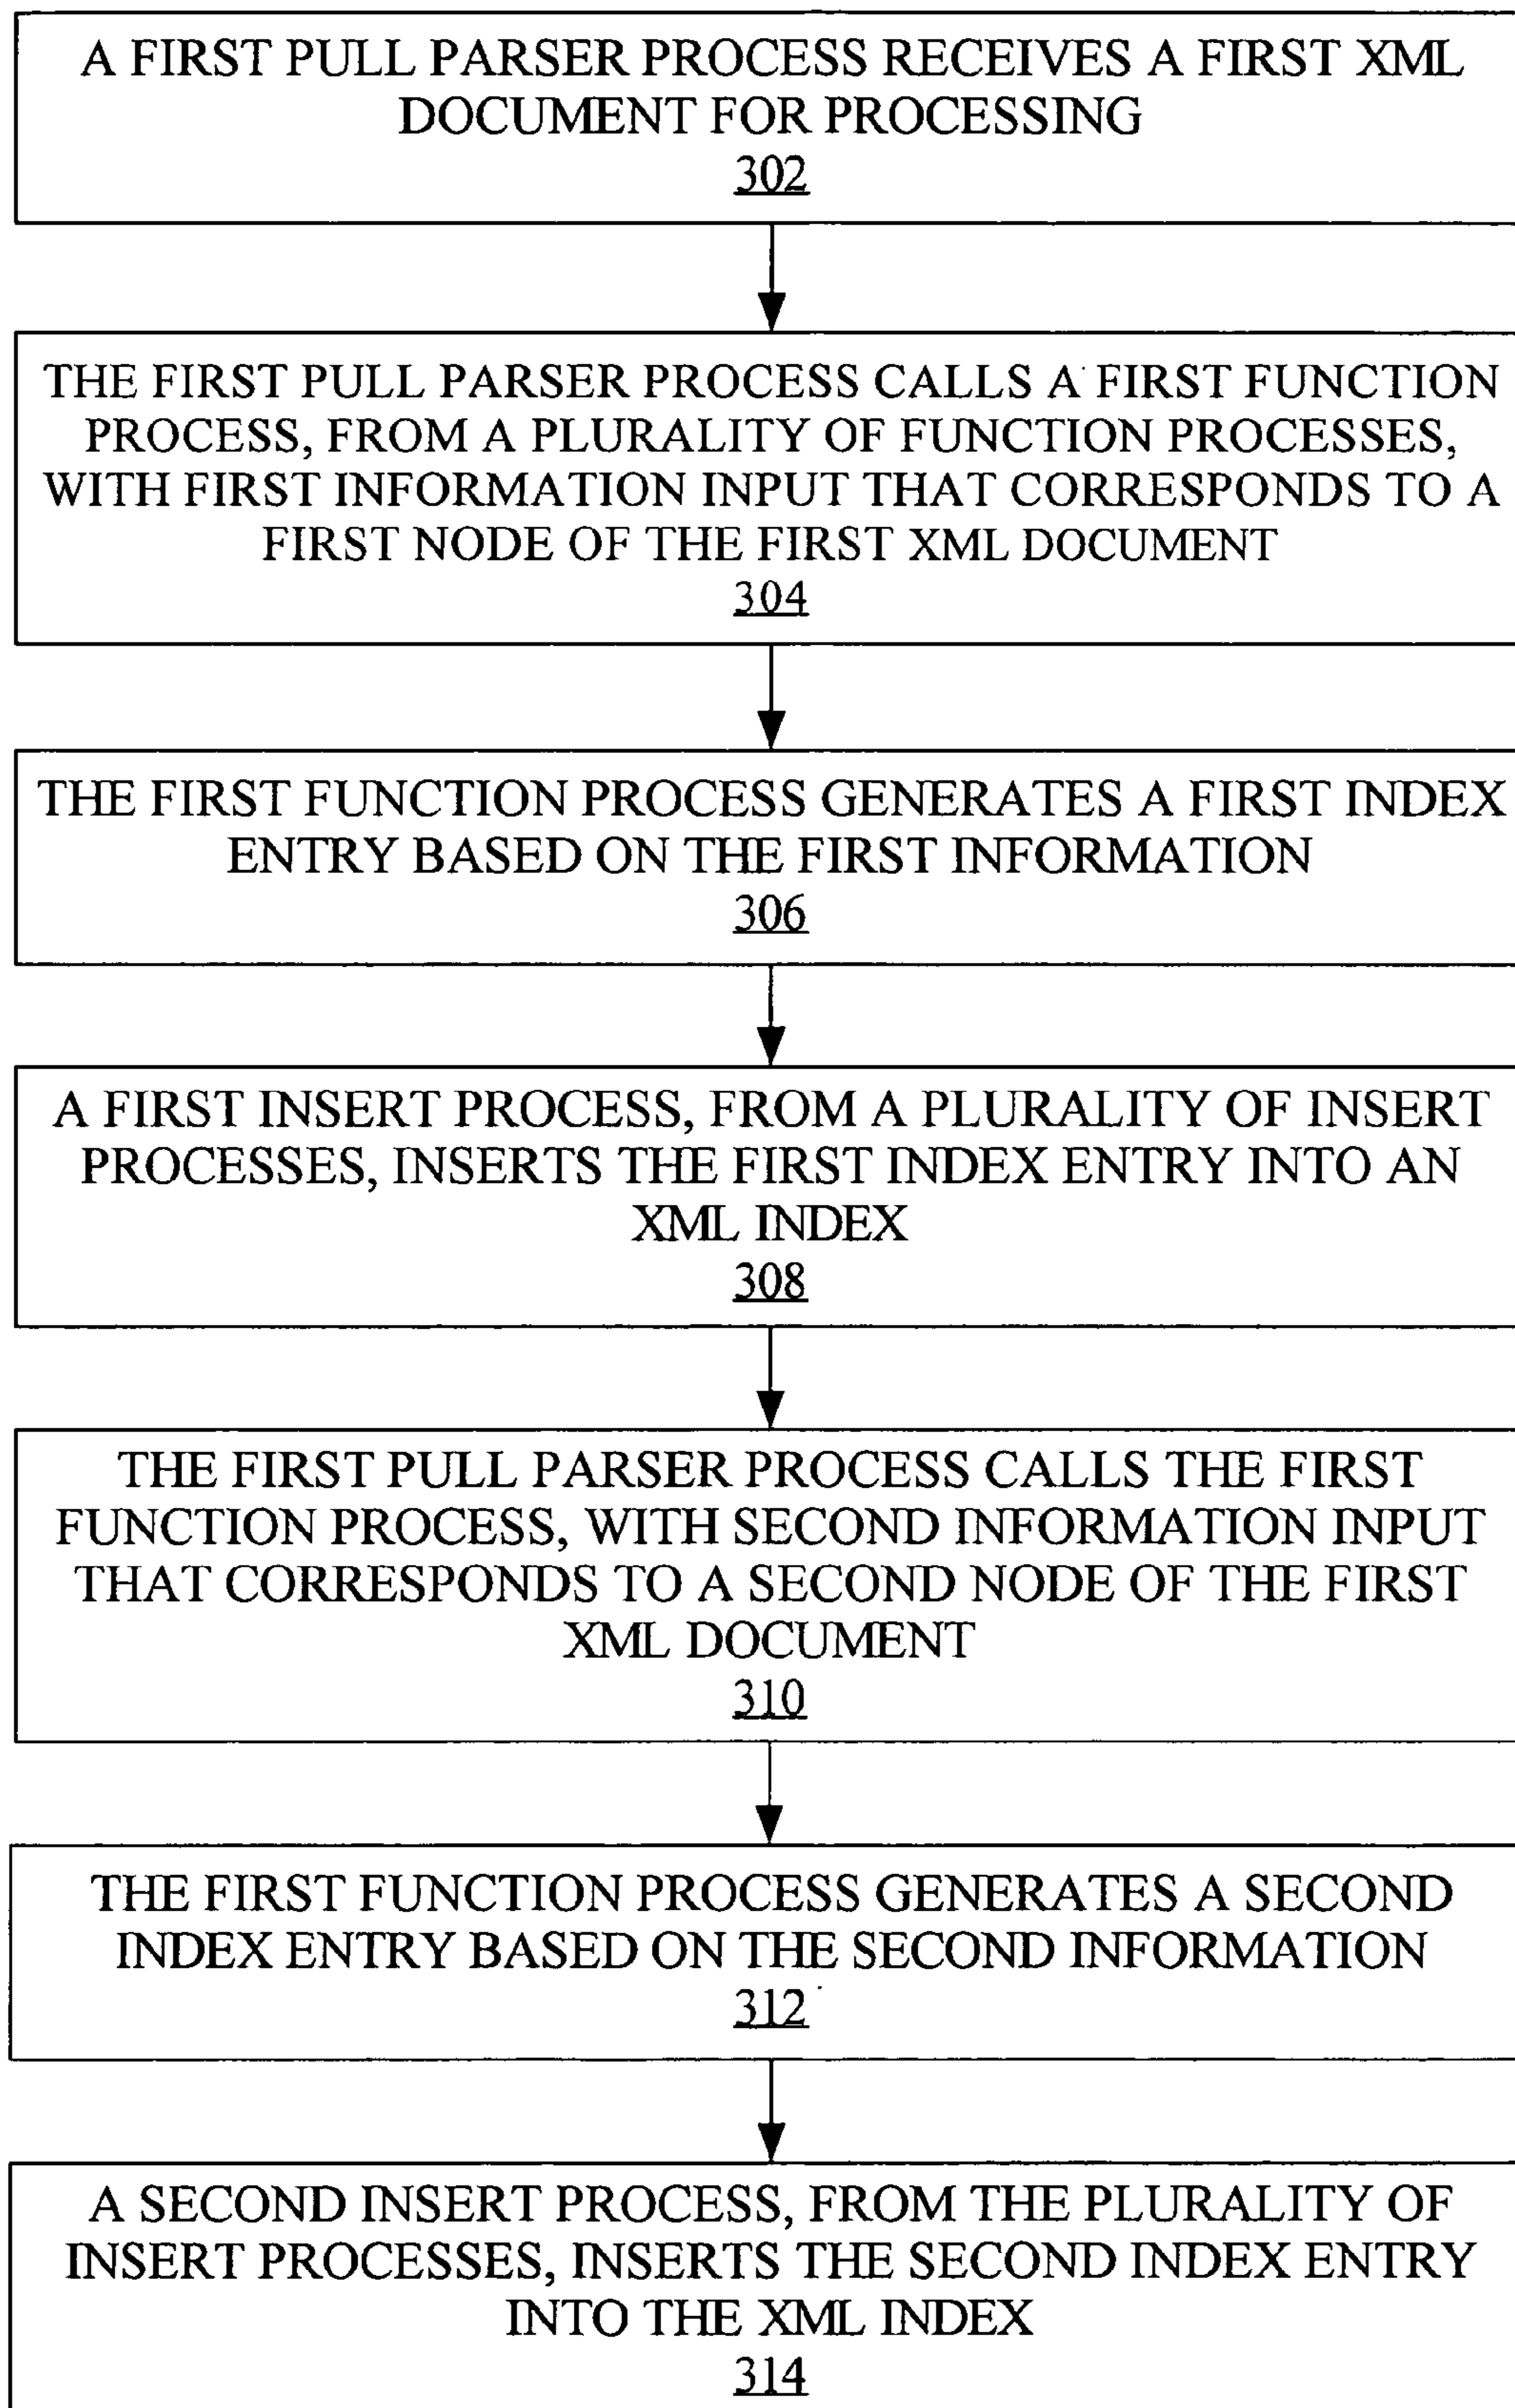 A FIRST PULL PARSER PROCESS RECEIVES A FIRST XML
DOCUMENT FOR PROCESSING
302
THE FIRST PULL PARSER PROCESS CALLS A FIRST FUNCTION
PROCESS, FROM A PLURALITY OF FUNCTION PROCESSES,
WITH FIRST INFORMATION INPUT THAT CORRESPONDS TO A
FIRST NODE OF THE FIRST XML DOCUMENT
304
THE FIRST FUNCTION PROCESS GENERATES A FIRST INDEX
ENTRY BASED ON THE FIRST INFORMATION
306
A FIRST INSERT PROCESS, FROM A PLURALITY OF INSERT
PROCESSES, INSERTS THE FIRST INDEX ENTRY INTO AN
XML INDEX
308
THE FIRST PULL PARSER PROCESS CALLS THE FIRST
FUNCTION PROCESS, WITH SECOND INFORMATION INPUT
THAT CORRESPONDS TO A SECOND NODE OF THE FIRST
XML DOCUMENT
310
THE FIRST FUNCTION PROCESS GENERATES A SECOND
INDEX ENTRY BASED ON THE SECOND INFORMATION
312
A SECOND INSERT PROCESS, FROM THE PLURALITY OF
INSERT PROCESSES, INSERTS THE SECOND INDEX ENTRY
INTO THE XML INDEX
314